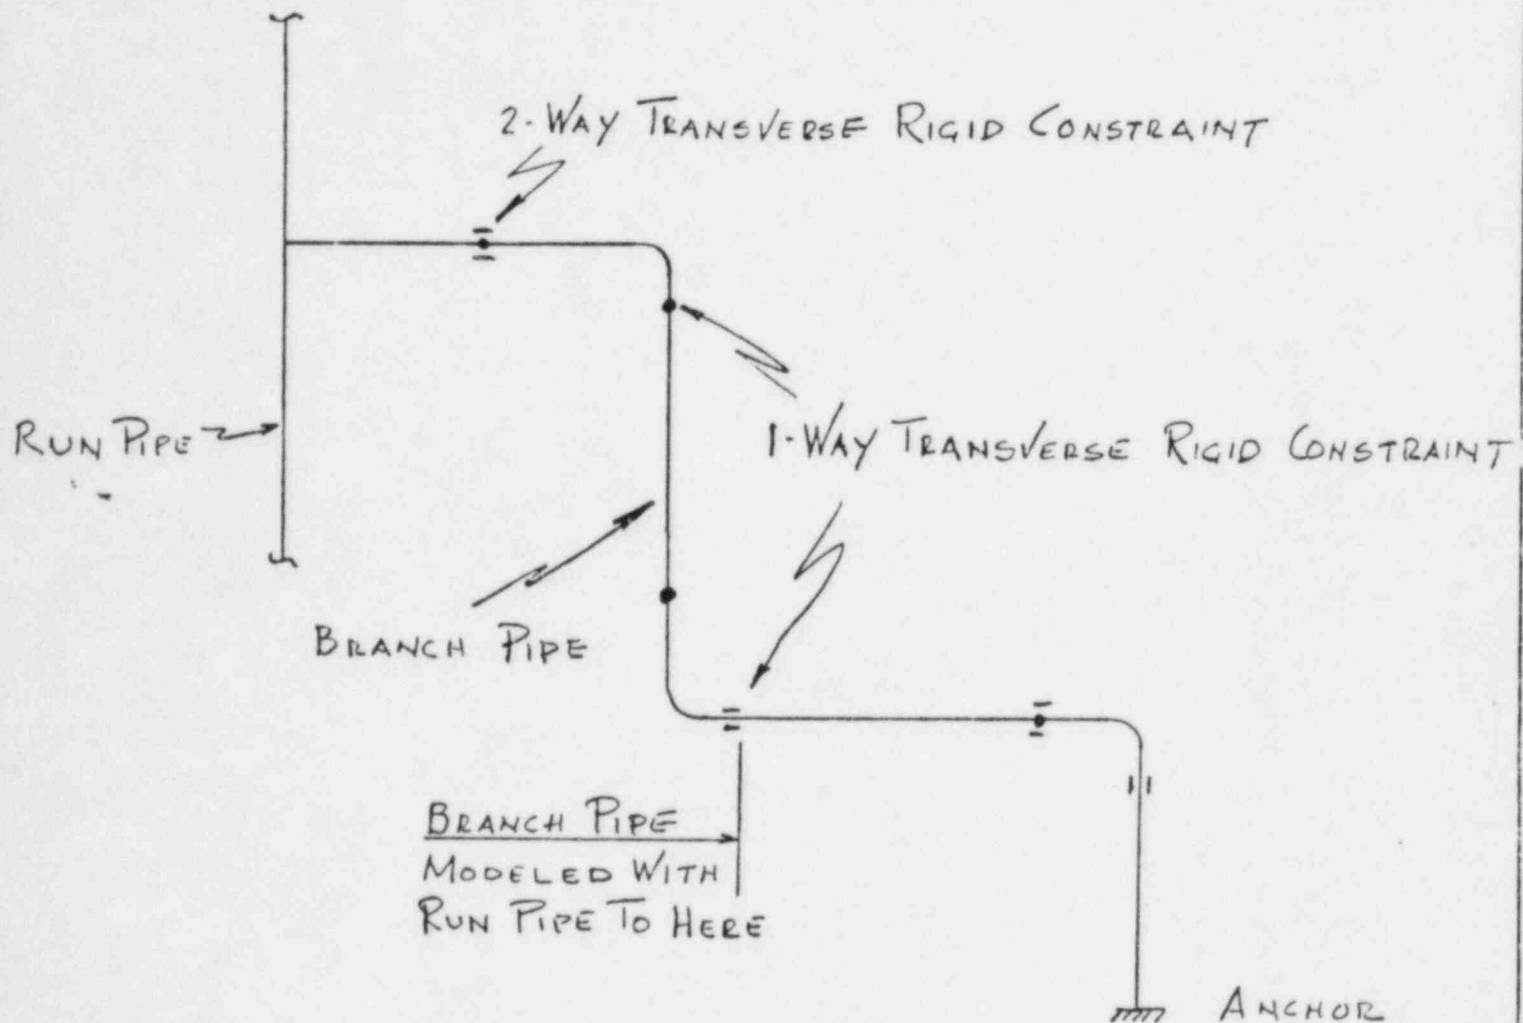 2-WAY TRANSVERSE RIGID CONSTRAINT
RUN PIPE
1-WAY TRANSVERSE RIGID CONSTRAINT
BRANCH PIPE
BRANCH PIPE
MODELED WITH
RUN PIPE TO HERE
ANCHOR